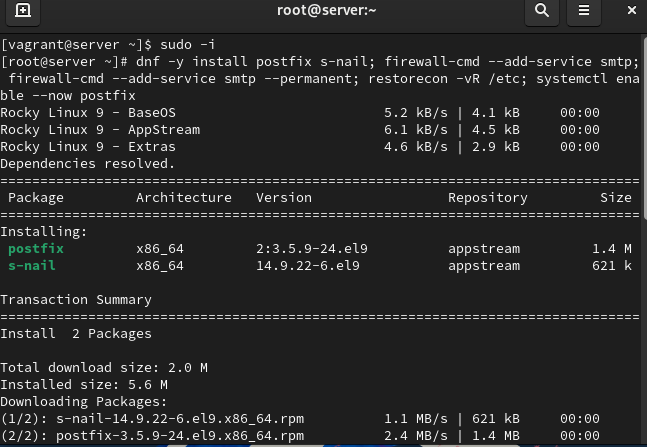 root@server:~
[vagrant@server ~]$ sudo -i
[root@server ~]# dnf -y install postfix s-nail; firewall-cmd --add-service smtp;
 firewall-cmd --add-service smtp --permanent; restorecon -vR /etc; systemctl ena
ble --now postfix
Rocky Linux 9 - BaseOS                          5.2 kB/s | 4.1 kB     00:00
Rocky Linux 9 - AppStream                       6.1 kB/s | 4.5 kB     00:00
Rocky Linux 9 - Extras                          4.6 kB/s | 2.9 kB     00:00
Dependencies resolved.
================================================================================
 Package         Architecture   Version                 Repository         Size
================================================================================
Installing:
 postfix         x86_64         2:3.5.9-24.el9          appstream         1.4 M
 s-nail          x86_64         14.9.22-6.el9           appstream         621 k
Transaction Summary
================================================================================
Install  2 Packages
Total download size: 2.0 M
Installed size: 5.6 M
Downloading Packages:
(1/2): s-nail-14.9.22-6.el9.x86_64.rpm          1.1 MB/s | 621 kB     00:00
(2/2): postfix-3.5.9-24.el9.x86_64.rpm          2.4 MB/s | 1.4 MB     00:00